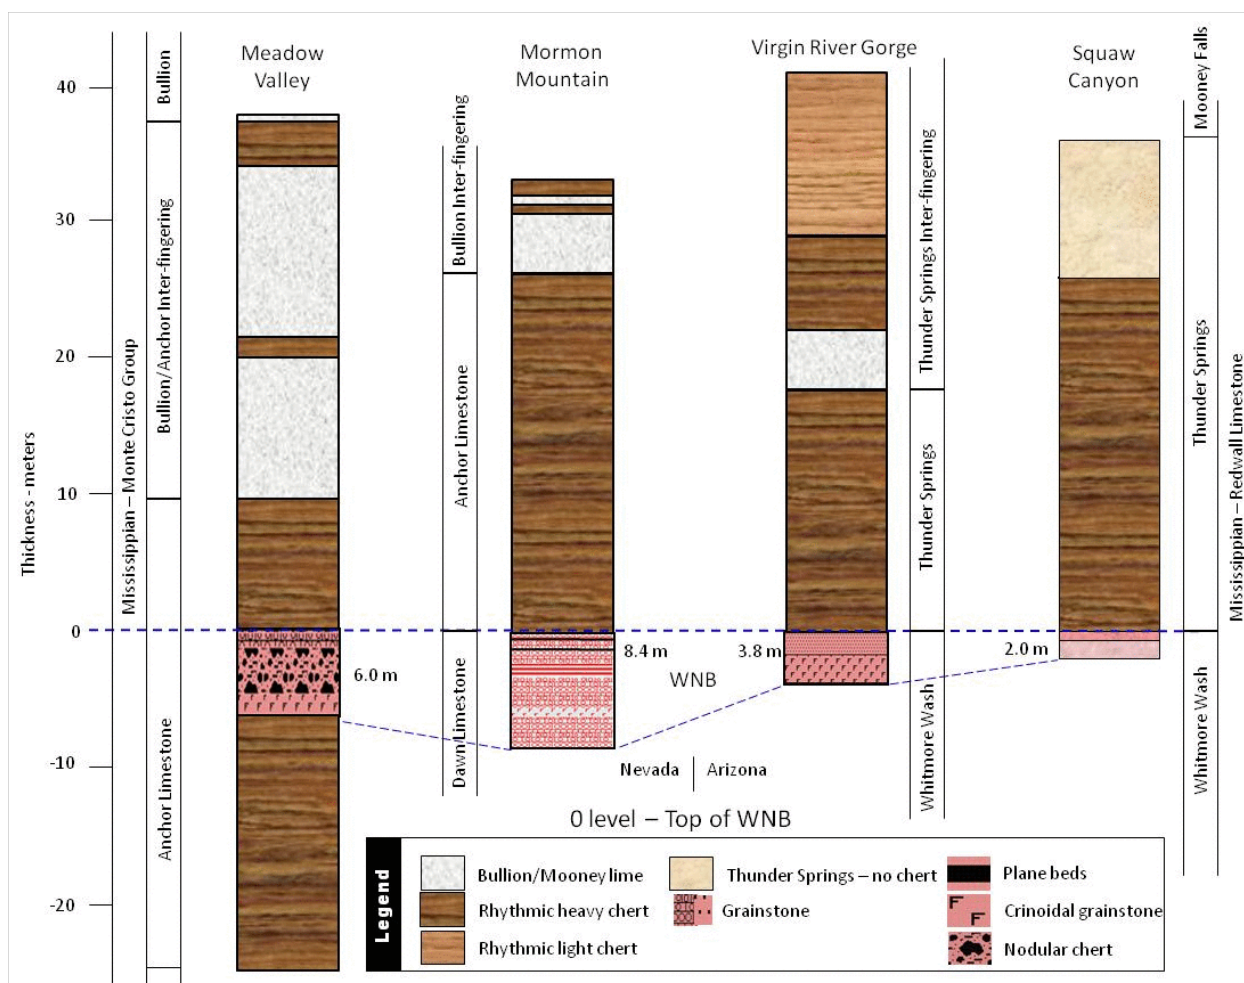 Meadow
Valley
Mormon
Mountain
Virgin River Gorge
Squaw
Canyon
Thickness - meters
40
30
20
10
0
-10
-20
Mississippian – Monte Cristo Group
Bullion
Bullion/Anchor Inter-fingering
Anchor Limestone
Bullion Inter-fingering
Anchor Limestone
Dawn Limestone
Thunder Springs Inter-fingering
Thunder Springs
Whitmore Wash
Mooney Falls
Thunder Springs
Whitmore Wash
Mississippian – Redwall Limestone
6.0 m
8.4 m
WNB
3.8 m
2.0 m
Nevada
Arizona
0 level – Top of WNB
Legend
Bullion/Mooney lime
Rhythmic heavy chert
Rhythmic light chert
Thunder Springs – no chert
Grainstone
Plane beds
F
F
Crinoidal grainstone
Nodular chert